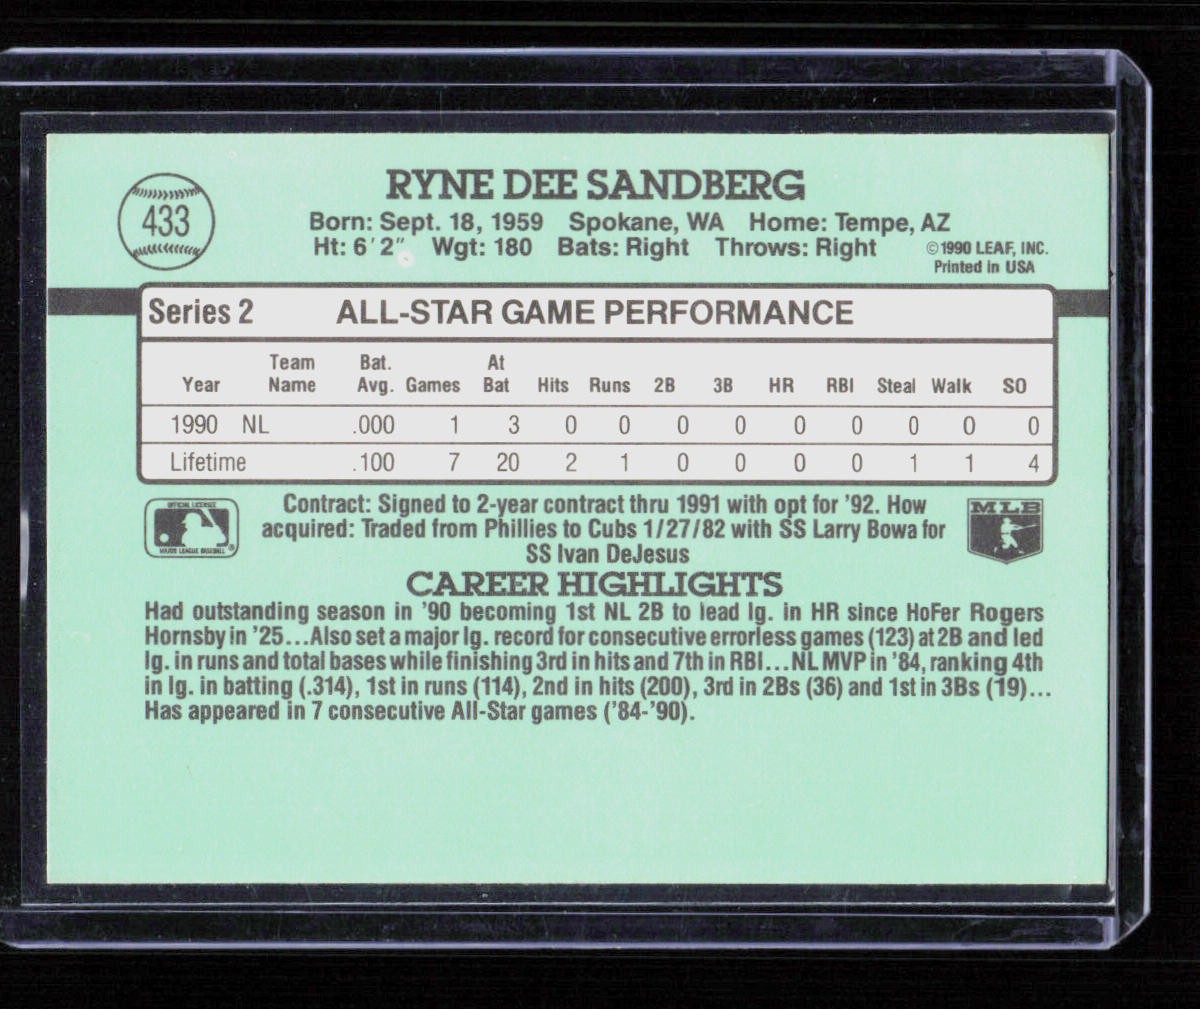 433
RYNE DEE SANDBERG
Born: Sept. 18, 1959 Spokane, WA Home: Tempe, AZ
Ht: 6′ 2″ Wgt: 180 Bats: Right Throws: Right
©1990 LEAF, INC.
Printed in USA
Series 2 ALL-STAR GAME PERFORMANCE
Team Bat. At
Year Name Avg. Games Bat Hits Runs 2B 3B HR RBI Steal Walk SO
1990 NL .000 1 3 0 0 0 0 0 0 0 0 0
Lifetime .100 7 20 2 1 0 0 0 0 1 1 4
OFFICIAL LICENSEE
MAJOR LEAGUE BASEBALL®
MLB
Contract: Signed to 2-year contract thru 1991 with opt for '92. How
acquired: Traded from Phillies to Cubs 1/27/82 with SS Larry Bowa for
SS Ivan DeJesus
CAREER HIGHLIGHTS
Had outstanding season in '90 becoming 1st NL 2B to lead lg. in HR since HoFer Rogers
Hornsby in '25...Also set a major lg. record for consecutive errorless games (123) at 2B and led
lg. in runs and total bases while finishing 3rd in hits and 7th in RBI...NL MVP in '84, ranking 4th
in lg. in batting (.314), 1st in runs (114), 2nd in hits (200), 3rd in 2Bs (36) and 1st in 3Bs (19)...
Has appeared in 7 consecutive All-Star games ('84-'90).